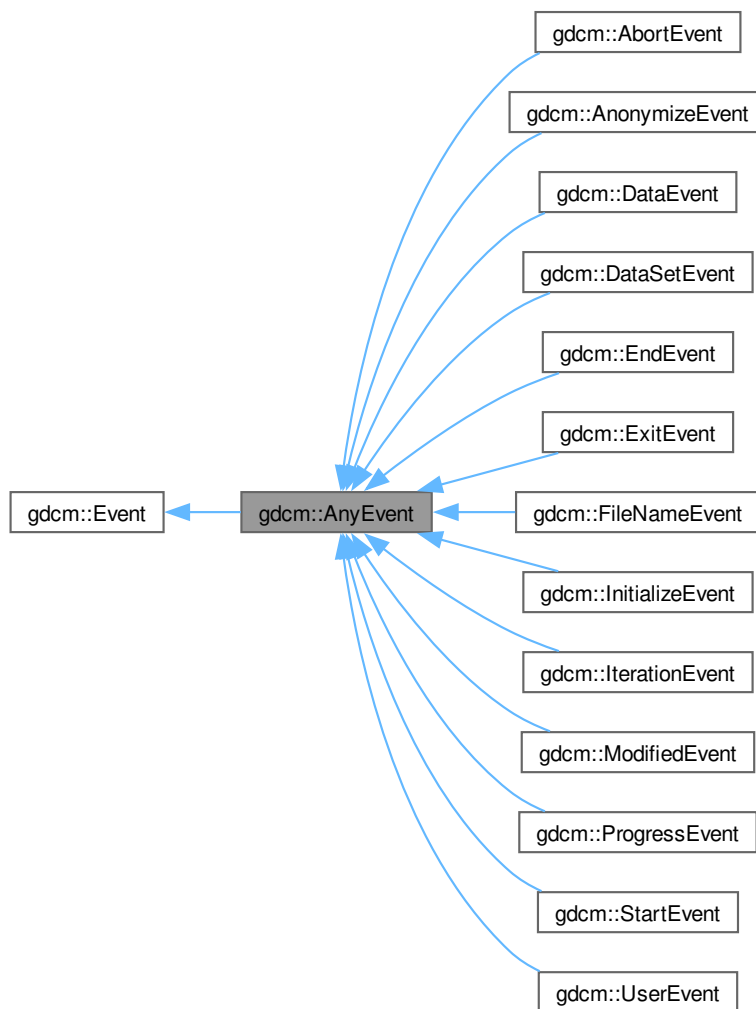 gdcm::AbortEvent
gdcm::AnonymizeEvent
gdcm::DataEvent
gdcm::DataSetEvent
gdcm::EndEvent
gdcm::ExitEvent
gdcm::Event
gdcm::AnyEvent
gdcm::FileNameEvent
gdcm::InitializeEvent
gdcm::IterationEvent
gdcm::ModifiedEvent
gdcm::ProgressEvent
gdcm::StartEvent
gdcm::UserEvent